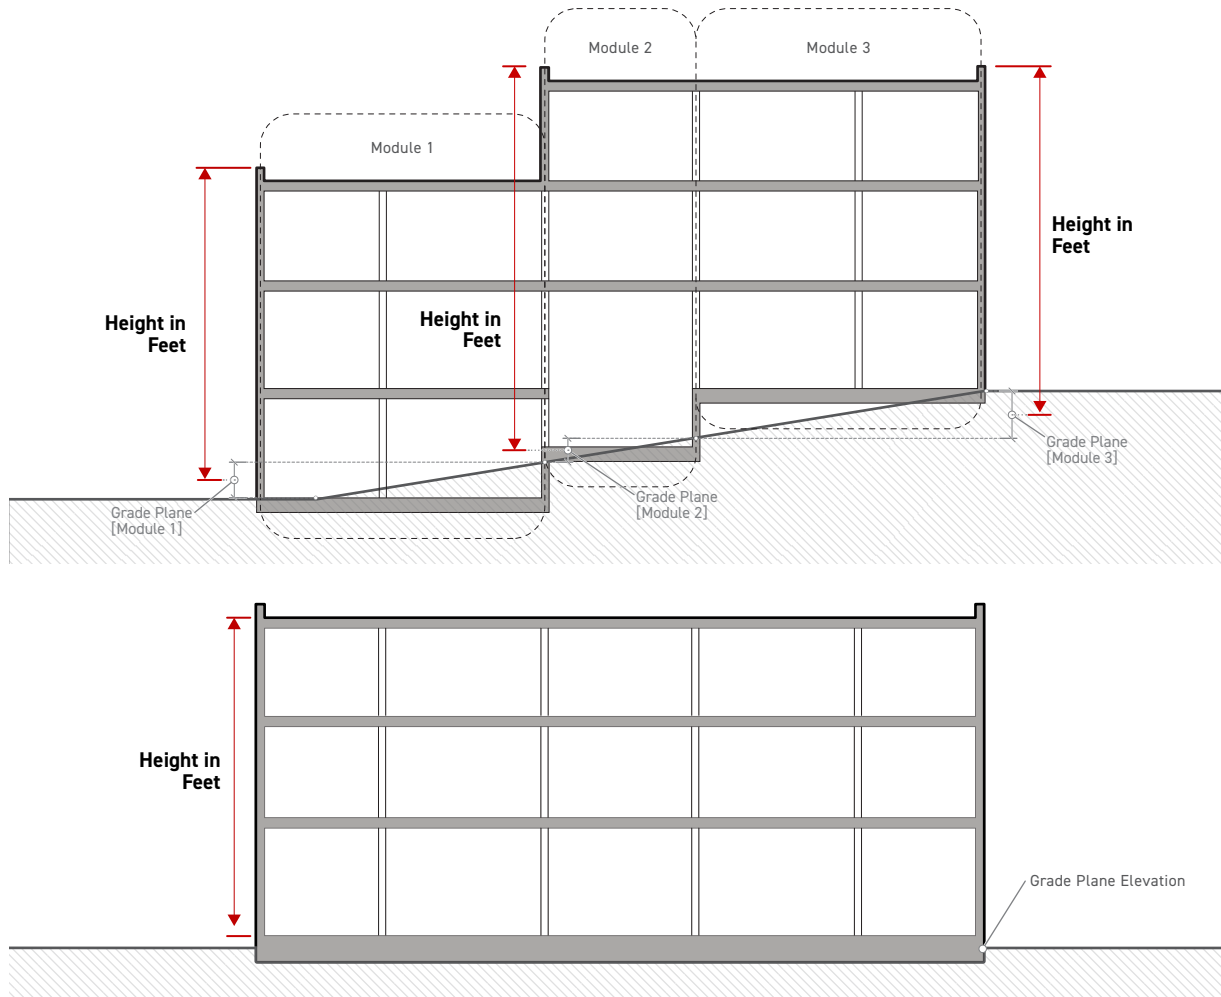 Module 2
Module 3
Module 1
Height in
Feet
Height in
Feet
Height in
Feet
Grade Plane
[Module 3]
Grade Plane
[Module 2]
Grade Plane
[Module 1]
Height in
Feet
Grade Plane Elevation